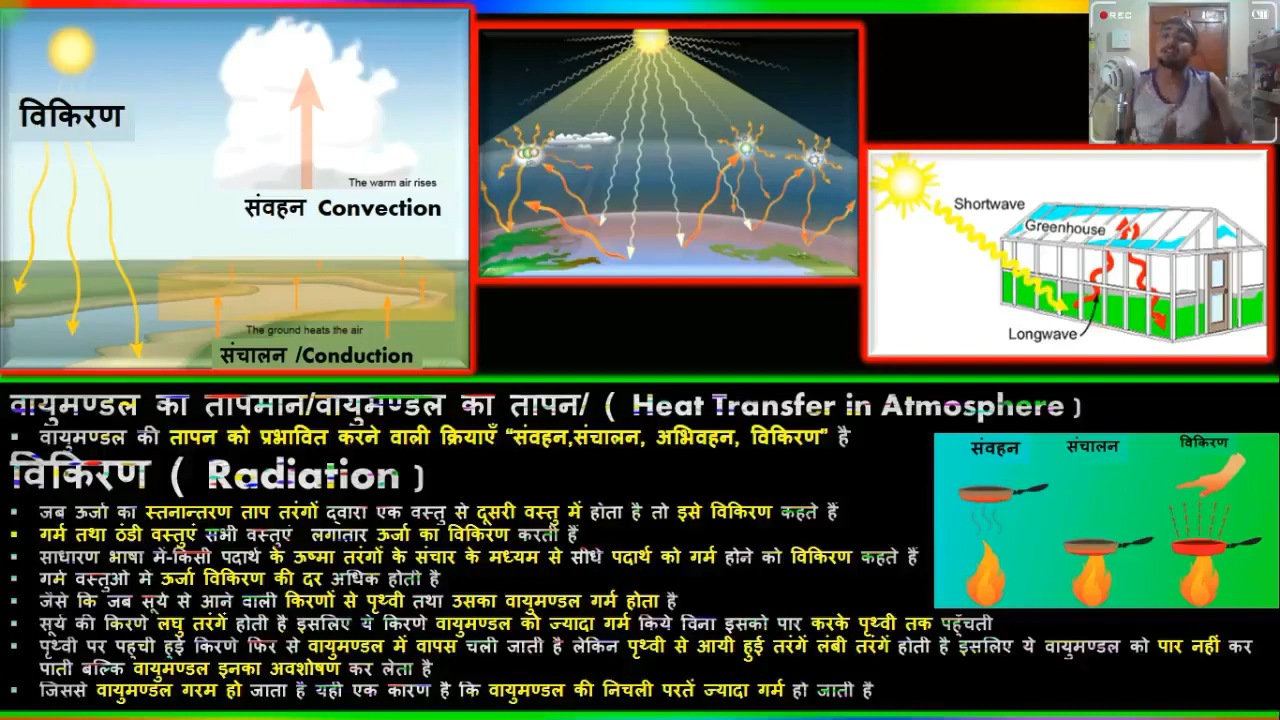 विकिरण
The warm air rises
संवहन Convection
The ground heats the air
संचालन /Conduction
Shortwave
Greenhouse
Longwave
REC
वायुमण्डल का तापमान/वायुमण्डल का तापन/ ( Heat Transfer in Atmosphere )
वायुमण्डल की तापन को प्रभावित करने वाली क्रियाएँ “संवहन,संचालन, अभिवहन, विकिरण” है
विकिरण ( Radiation )
जब ऊर्जा का स्तनान्तरण ताप तरंगों द्वारा एक वस्तु से दूसरी वस्तु में होता है तो इसे विकिरण कहते हैं
गर्म तथा ठंडी वस्तुएं सभी वस्तुएं लगातार ऊर्जा का विकिरण करती हैं
साधारण भाषा में-किसी पदार्थ के ऊष्मा तरंगों के संचार के मध्यम से सीधे पदार्थ को गर्म होने को विकिरण कहते हैं
गर्म वस्तुओ में ऊर्जा विकिरण की दर अधिक होती है
जैसे कि जब सूर्य से आने वाली किरणों से पृथ्वी तथा उसका वायुमण्डल गर्म होता है
सूर्य की किरणे लघु तरंगें होती है इसलिए ये किरणे वायुमण्डल को ज्यादा गर्म किये विना इसको पार करके पृथ्वी तक पहुँचती
पृथ्वी पर पहुची हुई किरणे फिर से वायुमण्डल में वापस चली जाती है लेकिन पृथ्वी से आयी हुई तरंगें लंबी तरंगें होती है इसलिए ये वायुमण्डल को पार नहीं कर
पाती बल्कि वायुमण्डल इनका अवशोषण कर लेता है
जिससे वायुमण्डल गरम हो जाता है यही एक कारण है कि वायुमण्डल की निचली परतें ज्यादा गर्म हो जाती हैं
संवहन
संचालन
विकिरण